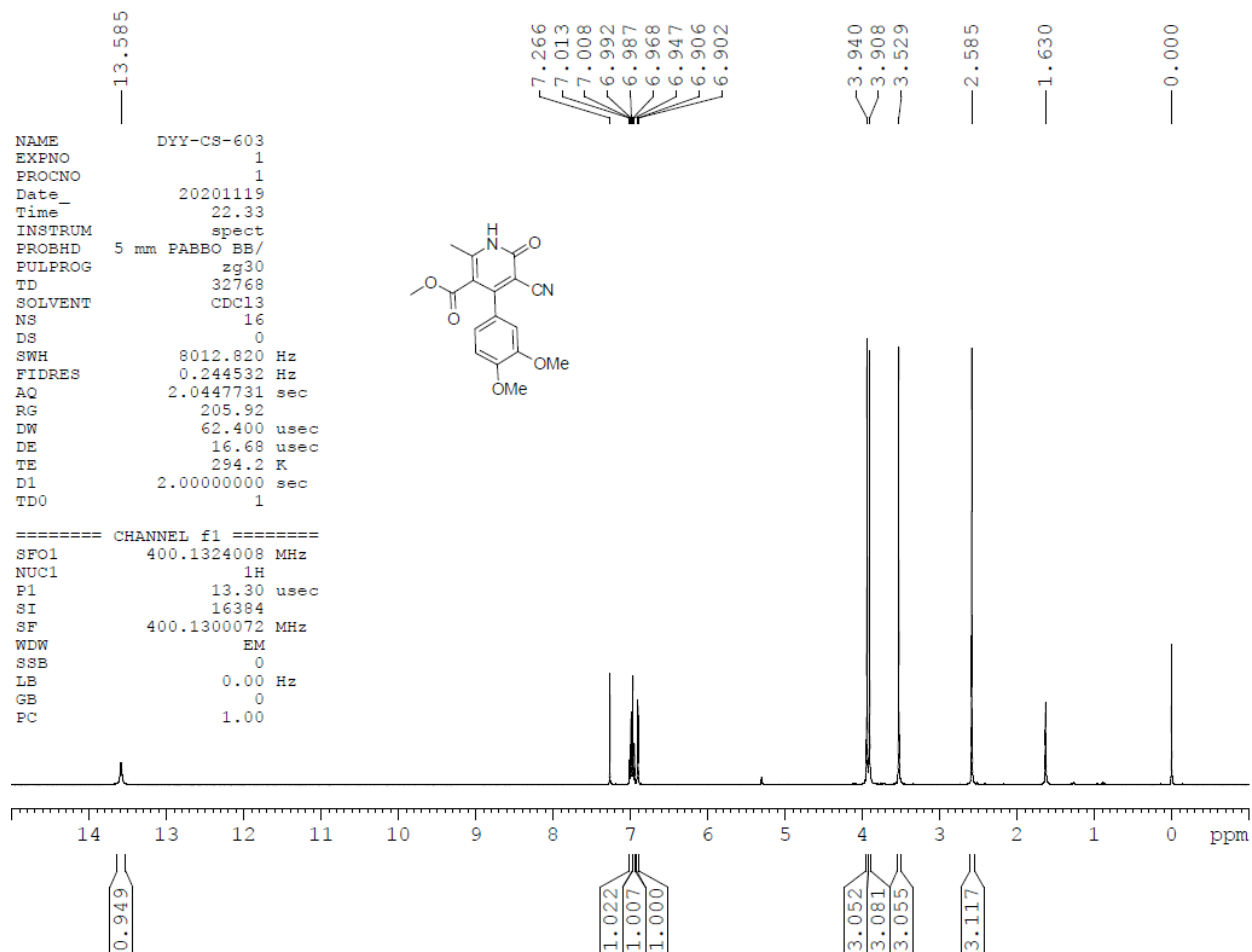 13.585
7.266
7.013
7.008
6.992
6.987
6.968
6.947
6.906
6.902
3.940
3.908
3.529
2.585
1.630
0.000
NAME DYY-CS-603
EXPNO 1
PROCNO 1
Date_ 20201119
Time 22.33
INSTRUM spect
PROBHD 5 mm PABBO BB/
PULPROG zg30
TD 32768
SOLVENT CDCl3
NS 16
DS 0
SWH 8012.820 Hz
FIDRES 0.244532 Hz
AQ 2.0447731 sec
RG 205.92
DW 62.400 usec
DE 16.68 usec
TE 294.2 K
D1 2.00000000 sec
TD0 1
======== CHANNEL f1 ========
SFO1 400.1324008 MHz
NUC1 1H
P1 13.30 usec
SI 16384
SF 400.1300072 MHz
WDW EM
SSB 0
LB 0.00 Hz
GB 0
PC 1.00
H
N
O
O
O
CN
OMe
OMe
14 13 12 11 10 9 8 7 6 5 4 3 2 1 0 ppm
0.949
1.022
1.007
1.000
3.052
3.081
3.055
3.117